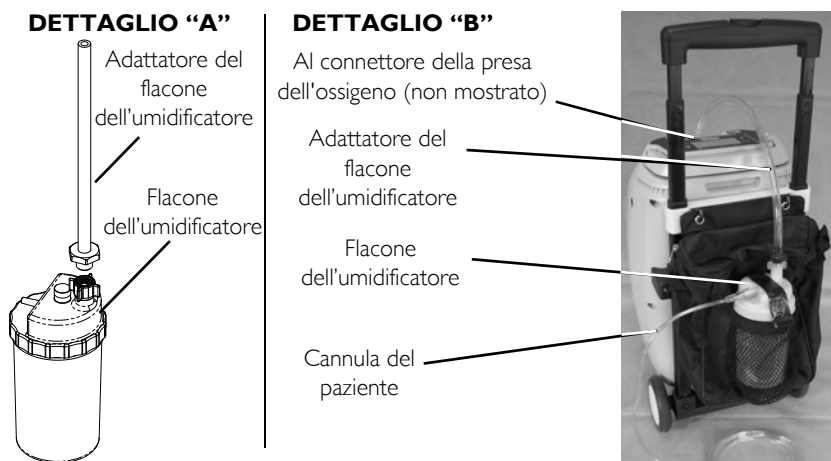 DETTAGLIO “A”
Adattatore del
flacone
dell’umidificatore
Flacone
dell’umidificatore
DETTAGLIO “B”
Al connettore della presa
dell'ossigeno (non mostrato)
Adattatore del
flacone
dell’umidificatore
Flacone
dell’umidificatore
Cannula del
paziente